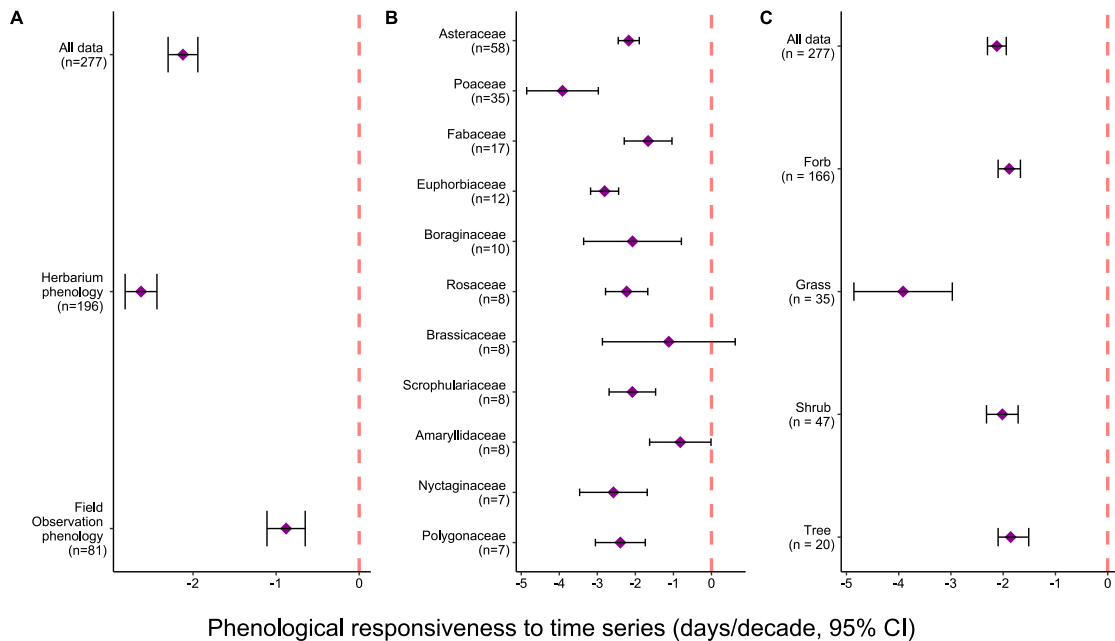 A
All data
(n=277)
Herbarium
phenology
(n=196)
Field
Observation
phenology
(n=81)
-2
-1
0
B
Asteraceae
(n=58)
Poaceae
(n=35)
Fabaceae
(n=17)
Euphorbiaceae
(n=12)
Boraginaceae
(n=10)
Rosaceae
(n=8)
Brassicaceae
(n=8)
Scrophulariaceae
(n=8)
Amaryllidaceae
(n=8)
Nyctaginaceae
(n=7)
Polygonaceae
(n=7)
-5
-4
-3
-2
-1
0
C
All data
(n = 277)
Forb
(n = 166)
Grass
(n = 35)
Shrub
(n = 47)
Tree
(n = 20)
-5
-4
-3
-2
-1
0
Phenological responsiveness to time series (days/decade, 95% CI)